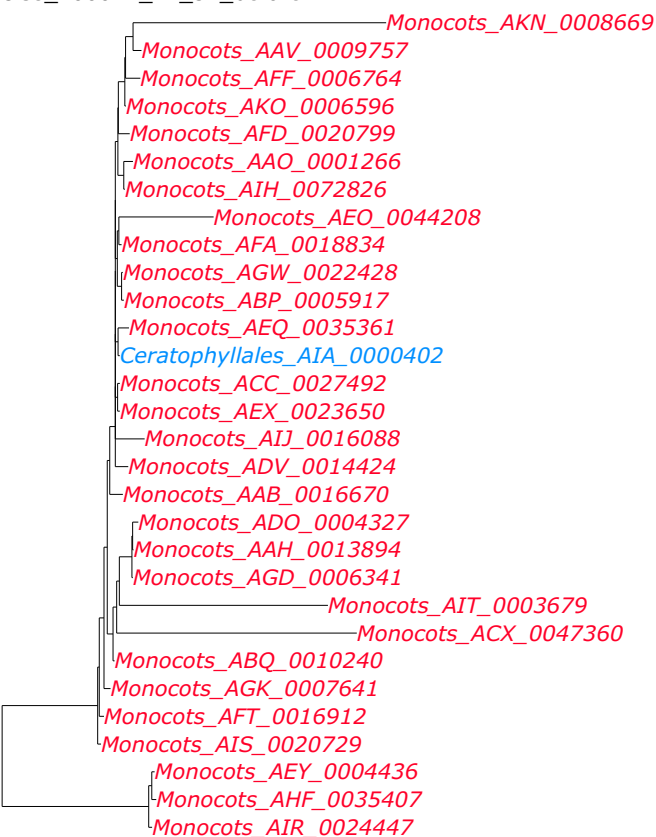 Monocots_AKN_0008669
Monocots_AAV_0009757
Monocots_AFF_0006764
Monocots_AKO_0006596
Monocots_AFD_0020799
Monocots_AAO_0001266
Monocots_AIH_0072826
Monocots_AEO_0044208
Monocots_AFA_0018834
Monocots_AGW_0022428
Monocots_ABP_0005917
Monocots_AEQ_0035361
Ceratophyllales_AIA_0000402
Monocots_ACC_0027492
Monocots_AEX_0023650
Monocots_AIJ_0016088
Monocots_ADV_0014424
Monocots_AAB_0016670
Monocots_ADO_0004327
Monocots_AAH_0013894
Monocots_AGD_0006341
Monocots_AIT_0003679
Monocots_ACX_0047360
Monocots_ABQ_0010240
Monocots_AGK_0007641
Monocots_AFT_0016912
Monocots_AIS_0020729
Monocots_AEY_0004436
Monocots_AHF_0035407
Monocots_AIR_0024447